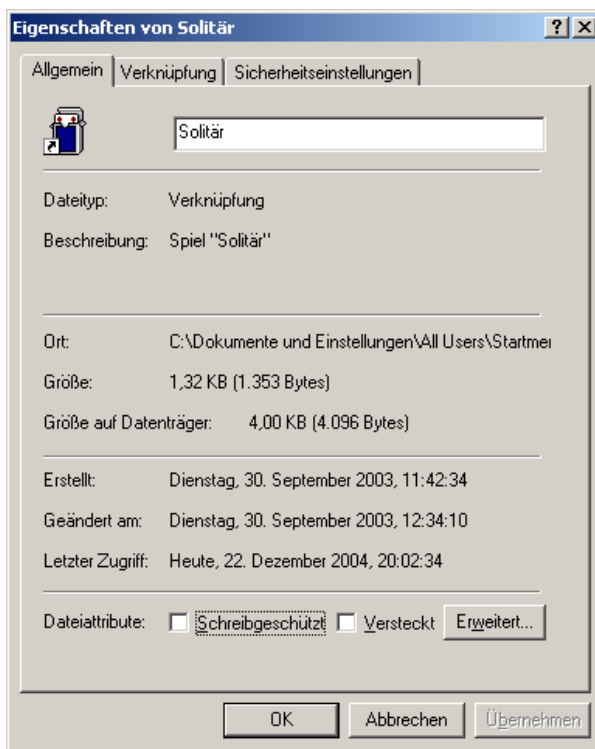 Eigenschaften von Solitär
Allgemein Verknüpfung Sicherheitseinstellungen
Solitär
Dateityp: Verknüpfung
Beschreibung: Spiel "Solitär"
Ort: C:\Dokumente und Einstellungen\All Users\Startmer
Größe: 1,32 KB (1.353 Bytes)
Größe auf Datenträger: 4,00 KB (4.096 Bytes)
Erstellt: Dienstag, 30. September 2003, 11:42:34
Geändert am: Dienstag, 30. September 2003, 12:34:10
Letzter Zugriff: Heute, 22. Dezember 2004, 20:02:34
Dateiattribute: Schreibgeschützt Versteckt Erweitert...
OK Abbrechen Übernehmen